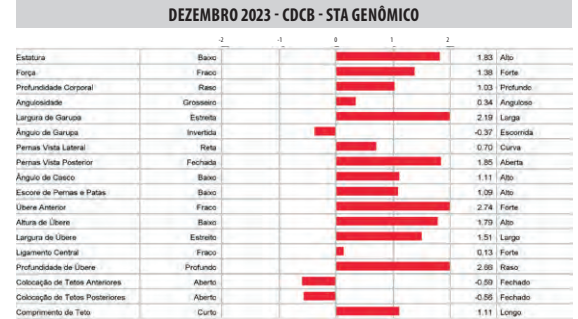 DEZEMBRO 2023 - CDCB - STA GENÔMICO
-2 -1 0 1 2
Estatura Baixo 1.83 Alto
Força Fraco 1.38 Forte
Profundidade Corporal Raso 1.03 Profundo
Angulosidade Grosseiro 0.34 Anguloso
Largura de Garupa Estreita 2.19 Larga
Ângulo de Garupa Invertida -0.37 Escorrida
Pernas Vista Lateral Reta 0.70 Curva
Pernas Vista Posterior Fechada 1.85 Aberta
Ângulo de Casco Baixo 1.11 Alto
Escore de Pernas e Patas Baixo 1.09 Alto
Úbere Anterior Fraco 2.74 Forte
Altura de Úbere Baixo 1.79 Alto
Largura de Úbere Estreito 1.51 Largo
Ligamento Central Fraco 0.13 Forte
Profundidade de Úbere Profundo 2.66 Raso
Colocação de Tetos Anteriores Aberto -0.59 Fechado
Colocação de Tetos Posteriores Aberto -0.56 Fechado
Comprimento de Teto Curto 1.11 Longo